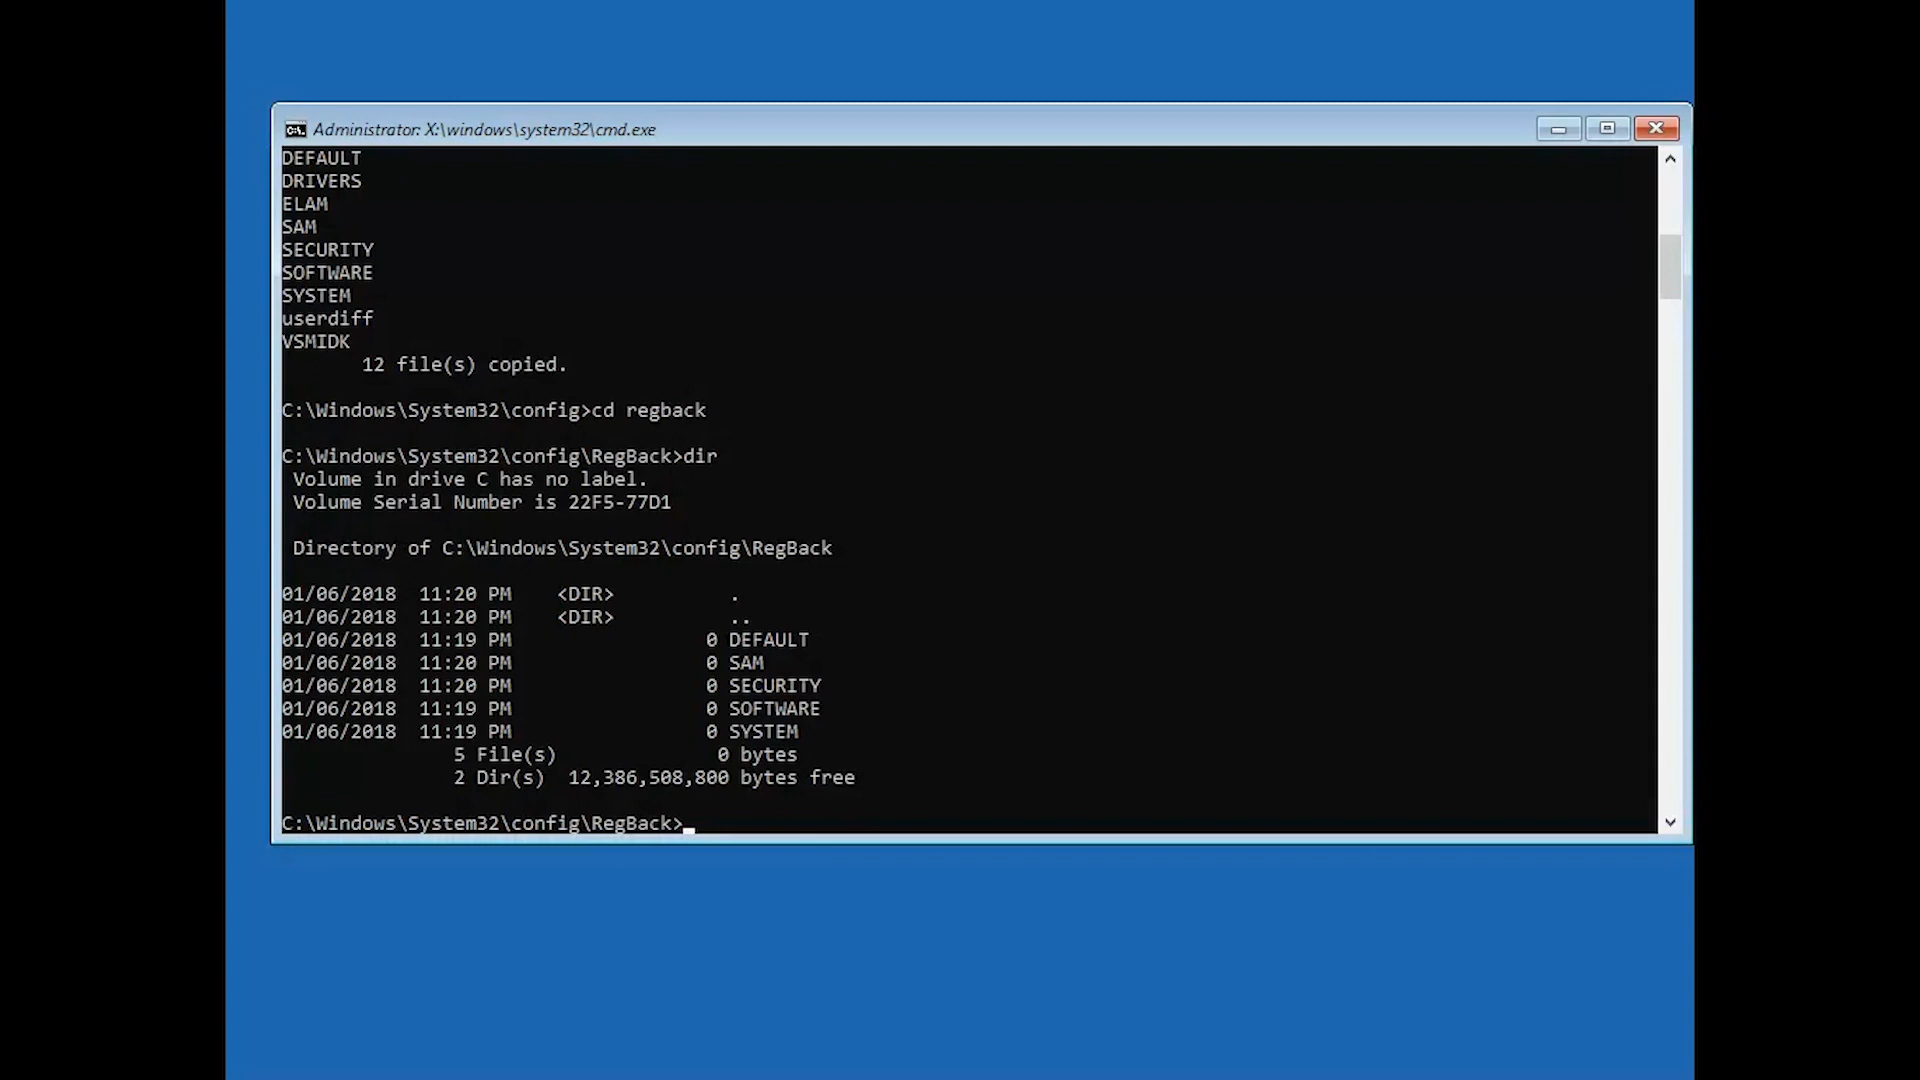 Administrator: X:\windows\system32\cmd.exe
DEFAULT
DRIVERS
ELAM
SAM
SECURITY
SOFTWARE
SYSTEM
userdiff
VSMIDK
12 file(s) copied.
C:\Windows\System32\config>cd regback
C:\Windows\System32\config\RegBack>dir
Volume in drive C has no label.
Volume Serial Number is 22F5-77D1
Directory of C:\Windows\System32\config\RegBack
01/06/2018 11:20 PM <DIR> .
01/06/2018 11:20 PM <DIR> ..
01/06/2018 11:19 PM 0 DEFAULT
01/06/2018 11:20 PM 0 SAM
01/06/2018 11:20 PM 0 SECURITY
01/06/2018 11:19 PM 0 SOFTWARE
01/06/2018 11:19 PM 0 SYSTEM
5 File(s) 0 bytes
2 Dir(s) 12,386,508,800 bytes free
C:\Windows\System32\config\RegBack>